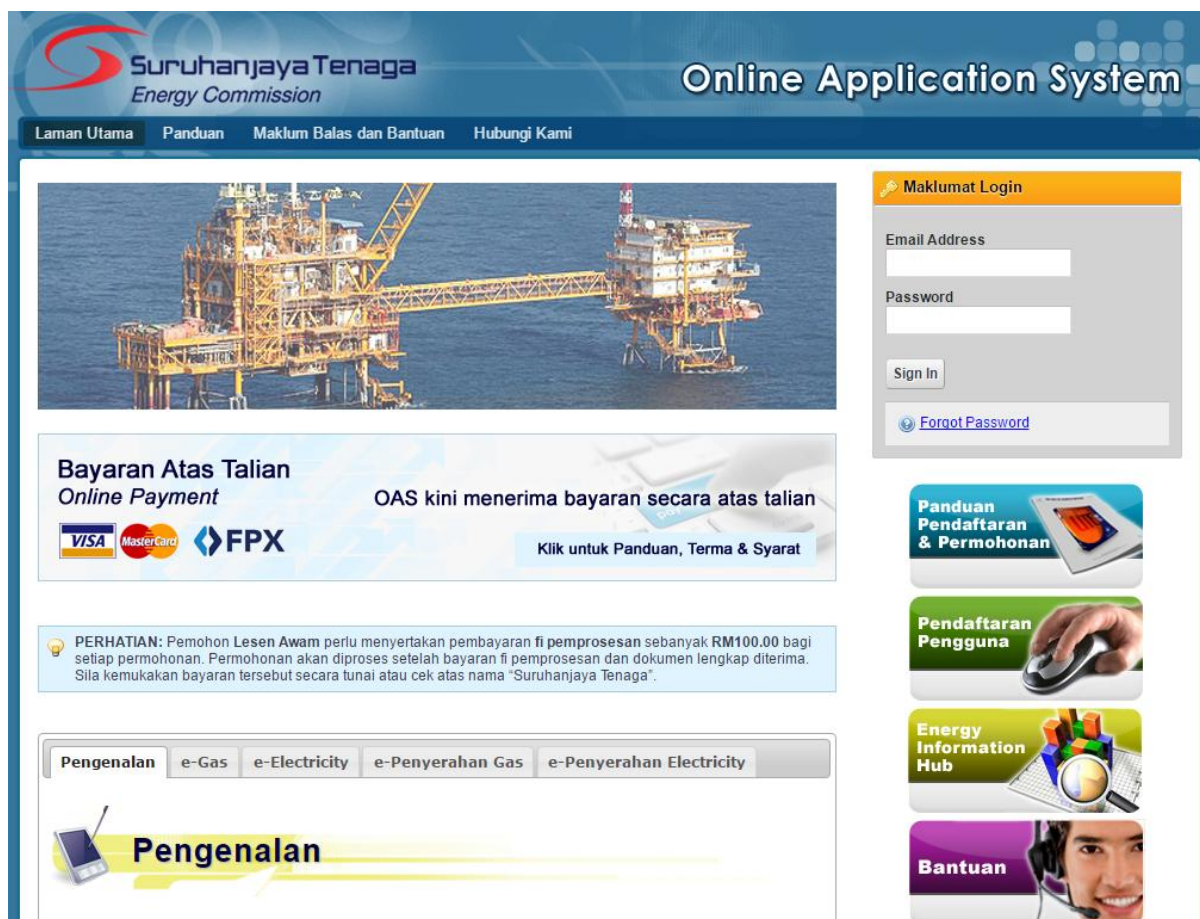 Suruhanjaya Tenaga
Energy Commission
Online Application System
Laman Utama Panduan Maklum Balas dan Bantuan Hubungi Kami
Maklumat Login
Email Address
Password
Sign In
Forgot Password
Bayaran Atas Talian
Online Payment
OAS kini menerima bayaran secara atas talian
VISA MasterCard FPX
Klik untuk Panduan, Terma & Syarat
PERHATIAN: Pemohon Lesen Awam perlu menyertakan pembayaran fi pemprosesan sebanyak RM100.00 bagi
setiap permohonan. Permohonan akan diproses setelah bayaran fi pemprosesan dan dokumen lengkap diterima.
Sila kemukakan bayaran tersebut secara tunai atau cek atas nama “Suruhanjaya Tenaga”.
Pengenalan e-Gas e-Electricity e-Penyerahan Gas e-Penyerahan Electricity
Pengenalan
Panduan
Pendaftaran
& Permohonan
Pendaftaran
Pengguna
Energy
Information
Hub
Bantuan